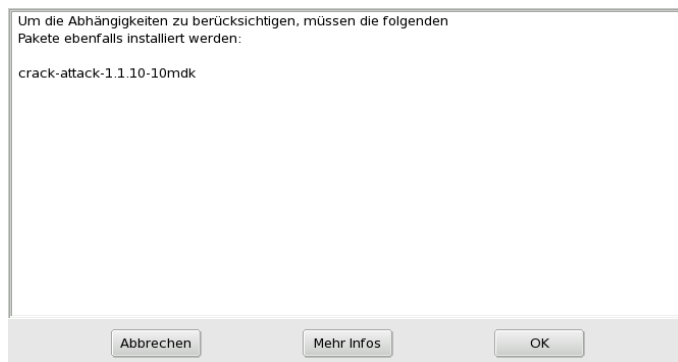 Um die Abhängigkeiten zu berücksichtigen, müssen die folgenden
Pakete ebenfalls installiert werden:
crack-attack-1.1.10-10mdk
Abbrechen
Mehr Infos
OK